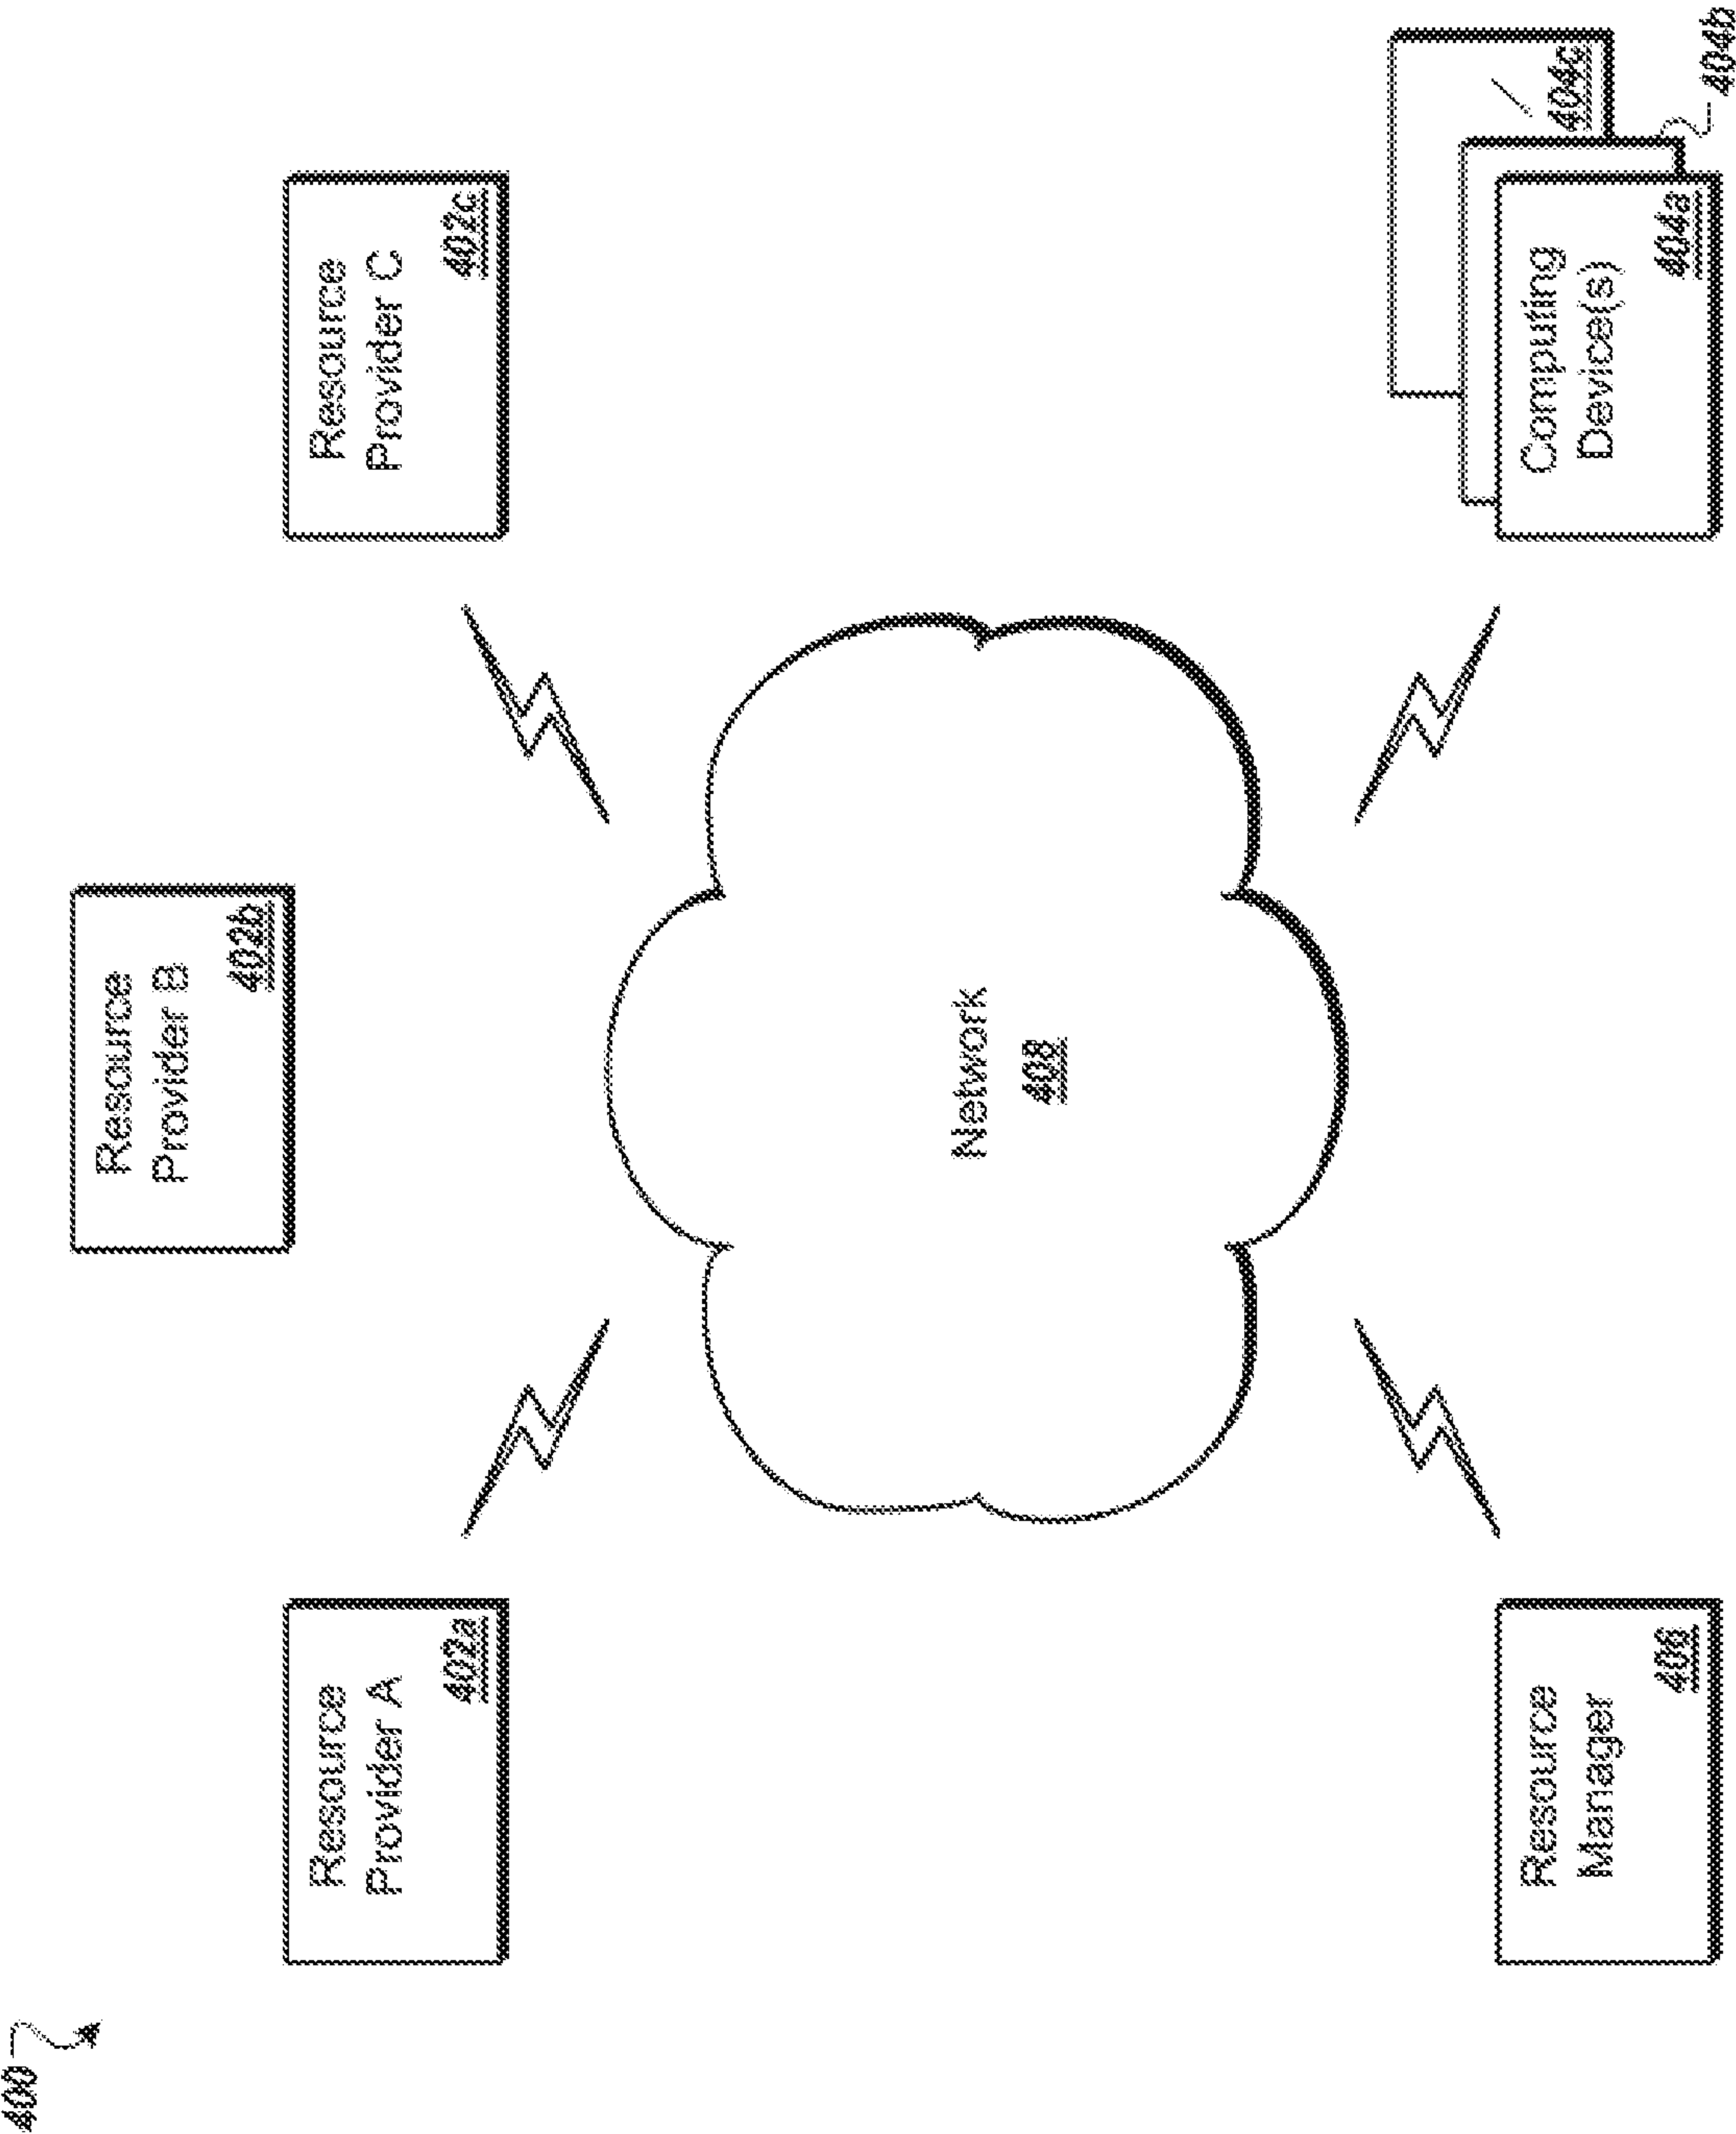 400
Resource
Provider B
402b
Resource
Provider A
402a
Resource
Provider C
402c
Network
408
Resource
Manager
406
Computing
Device(s)
404a
404c
404b